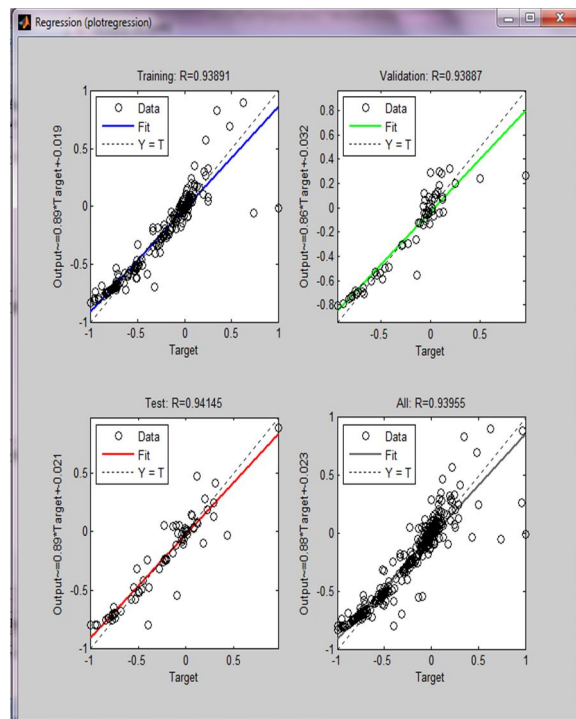 Regression (plotregression)
Training: R=0.93891
Output~=0.89*Target+-0.019
Data
Fit
Y = T
1
0.5
0
-0.5
-1
-1 -0.5 0 0.5 1
Target
Validation: R=0.93887
Output~=0.86*Target+-0.032
Data
Fit
Y = T
0.8
0.6
0.4
0.2
0
-0.2
-0.4
-0.6
-0.8
-0.5 0 0.5
Target
Test: R=0.94145
Output~=0.89*Target+-0.021
Data
Fit
Y = T
0.5
0
-0.5
-1
-1 -0.5 0 0.5
Target
All: R=0.93955
Output~=0.88*Target+-0.023
Data
Fit
Y = T
1
0.5
0
-0.5
-1
-1 -0.5 0 0.5 1
Target